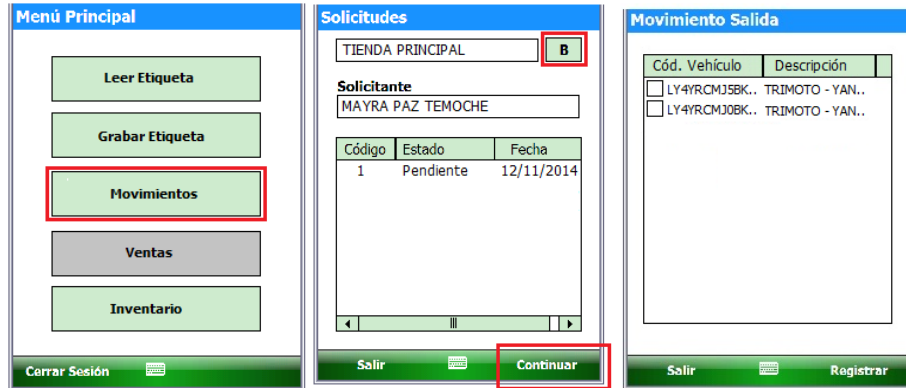 Menú Principal
Leer Etiqueta
Grabar Etiqueta
Movimientos
Ventas
Inventario
Cerrar Sesión
Solicitudes
TIENDA PRINCIPAL B
Solicitante
MAYRA PAZ TEMOCHE
Código Estado Fecha
1 Pendiente 12/11/2014
Salir Continuar
Movimiento Salida
Cód. Vehículo Descripción
LY4YRCMJ5BK.. TRIMOTO - YAN..
LY4YRCMJ0BK.. TRIMOTO - YAN..
Salir Registrar